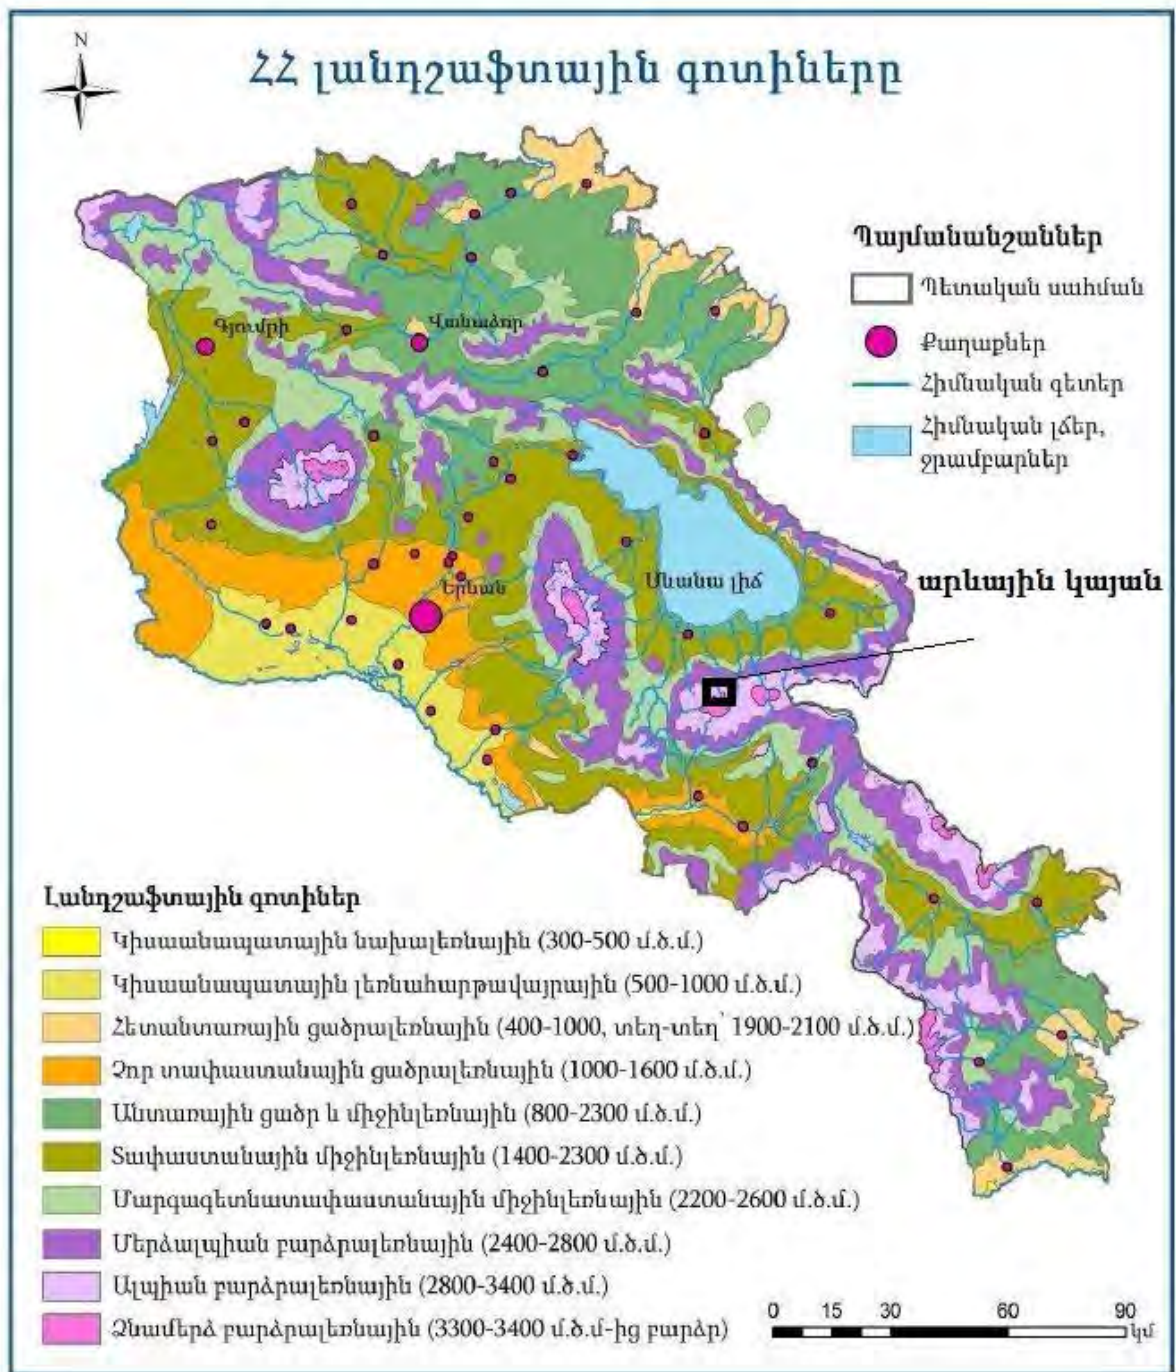 N
ՀՀ լանդշաֆտային գոտիները
Պայմանանշաններ
Պետական սահման
Քաղաքներ
Հիմնական գետեր
Հիմնական լճեր,
ջրամբարներ
Գյումրի
Վանաձոր
Սևանա լիճ
արևային կայան
Երևան
Լանդշաֆտային գոտիներ
Կիսաանապատային նախալեռնային (300-500 մ.ծ.մ.)
Կիսաանապատային լեռնահարթավայրային (500-1000 մ.ծ.մ.)
Հետանտառային ցածրալեռնային (400-1000, տեղ-տեղ՝ 1900-2100 մ.ծ.մ.)
Չոր տափաստանային ցածրալեռնային (1000-1600 մ.ծ.մ.)
Անտառային ցածր և միջինլեռնային (800-2300 մ.ծ.մ.)
Տափաստանային միջինլեռնային (1400-2300 մ.ծ.մ.)
Մարգագետնատափաստանային միջինլեռնային (2200-2600 մ.ծ.մ.)
Մերձալպիան բարձրալեռնային (2400-2800 մ.ծ.մ.)
Ալպիան բարձրալեռնային (2800-3400 մ.ծ.մ.)
Ձնամերձ բարձրալեռնային (3300-3400 մ.ծ.մ-ից բարձր)
0 15 30 60 90
կմ